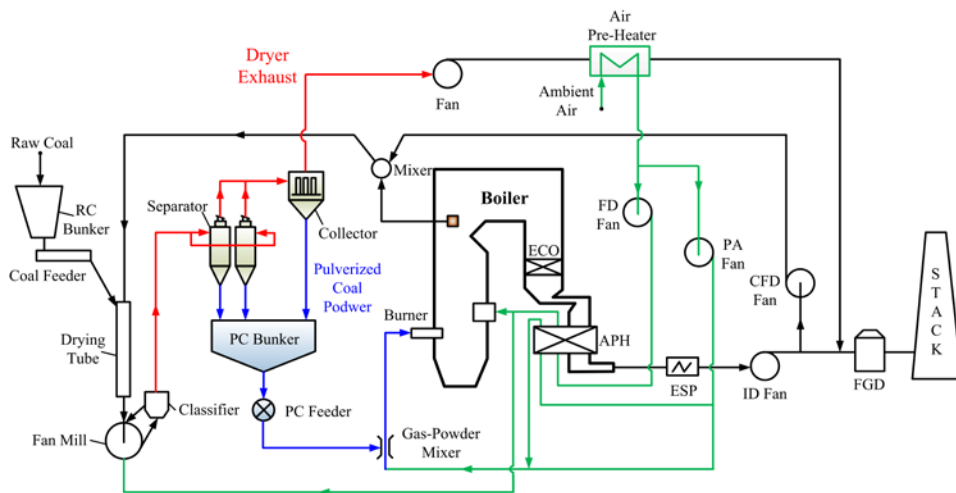 Air
Pre-Heater
Dryer
Exhaust
Fan
Ambient
Air
Raw Coal
Mixer
RC
Bunker
Separator
Boiler
FD
Fan
Collector
PA
Fan
ECO
Coal Feeder
Pulverized
Coal
Podwer
CFD
Fan
STACK
Burner
PC Bunker
Drying
Tube
APH
ESP
ID Fan
FGD
Classifier
PC Feeder
Fan Mill
Gas-Powder
Mixer